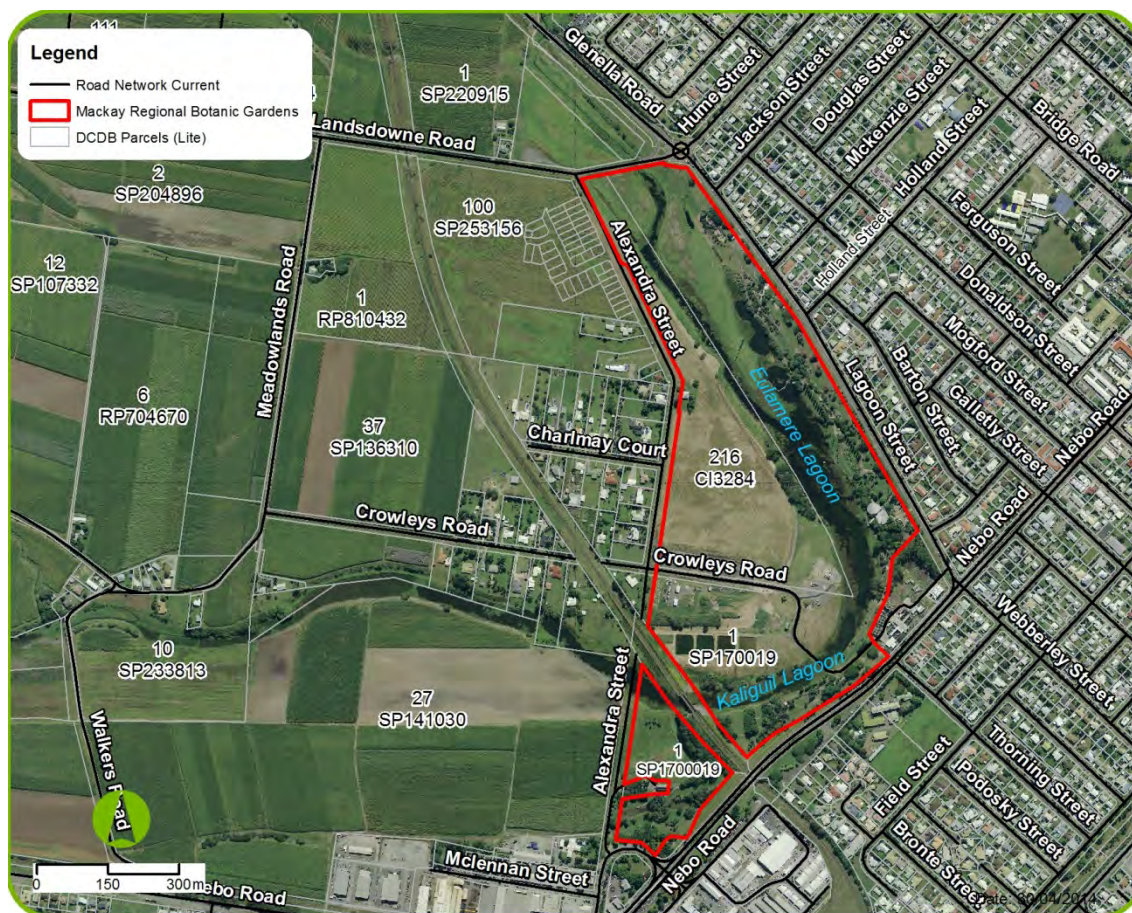 111
Legend
Road Network Current
Mackay Regional Botanic Gardens
DCDB Parcels (Lite)
1
SP220915
Glenella Road
Hume Street
Jackson Street
Douglas Street
Mckenzie Street
Holland Street
Bridge Road
Landsdowne Road
2
SP204896
100
SP253156
Alexandra Street
Holland Street
Ferguson Street
Donaldson Street
Mogford Street
Gallety Street
Barton Street
Lagoon Street
Nebo Road
12
SP107332
Meadowlands Road
1
RP810432
Eulamere Lagoon
6
RP704670
37
SP136310
Charlmay Court
216
CI3284
Crowleys Road
Crowleys Road
Nebo Road
Webberley Street
10
SP233813
1
SP170019
Kaliguil Lagoon
27
SP141030
Alexandra Street
Walkers Road
1
SP1700019
Field Street
Thorning Street
Podosky Street
Bronte Street
Mclennan Street
Nebo Road
0
150
300
m
ebo Road